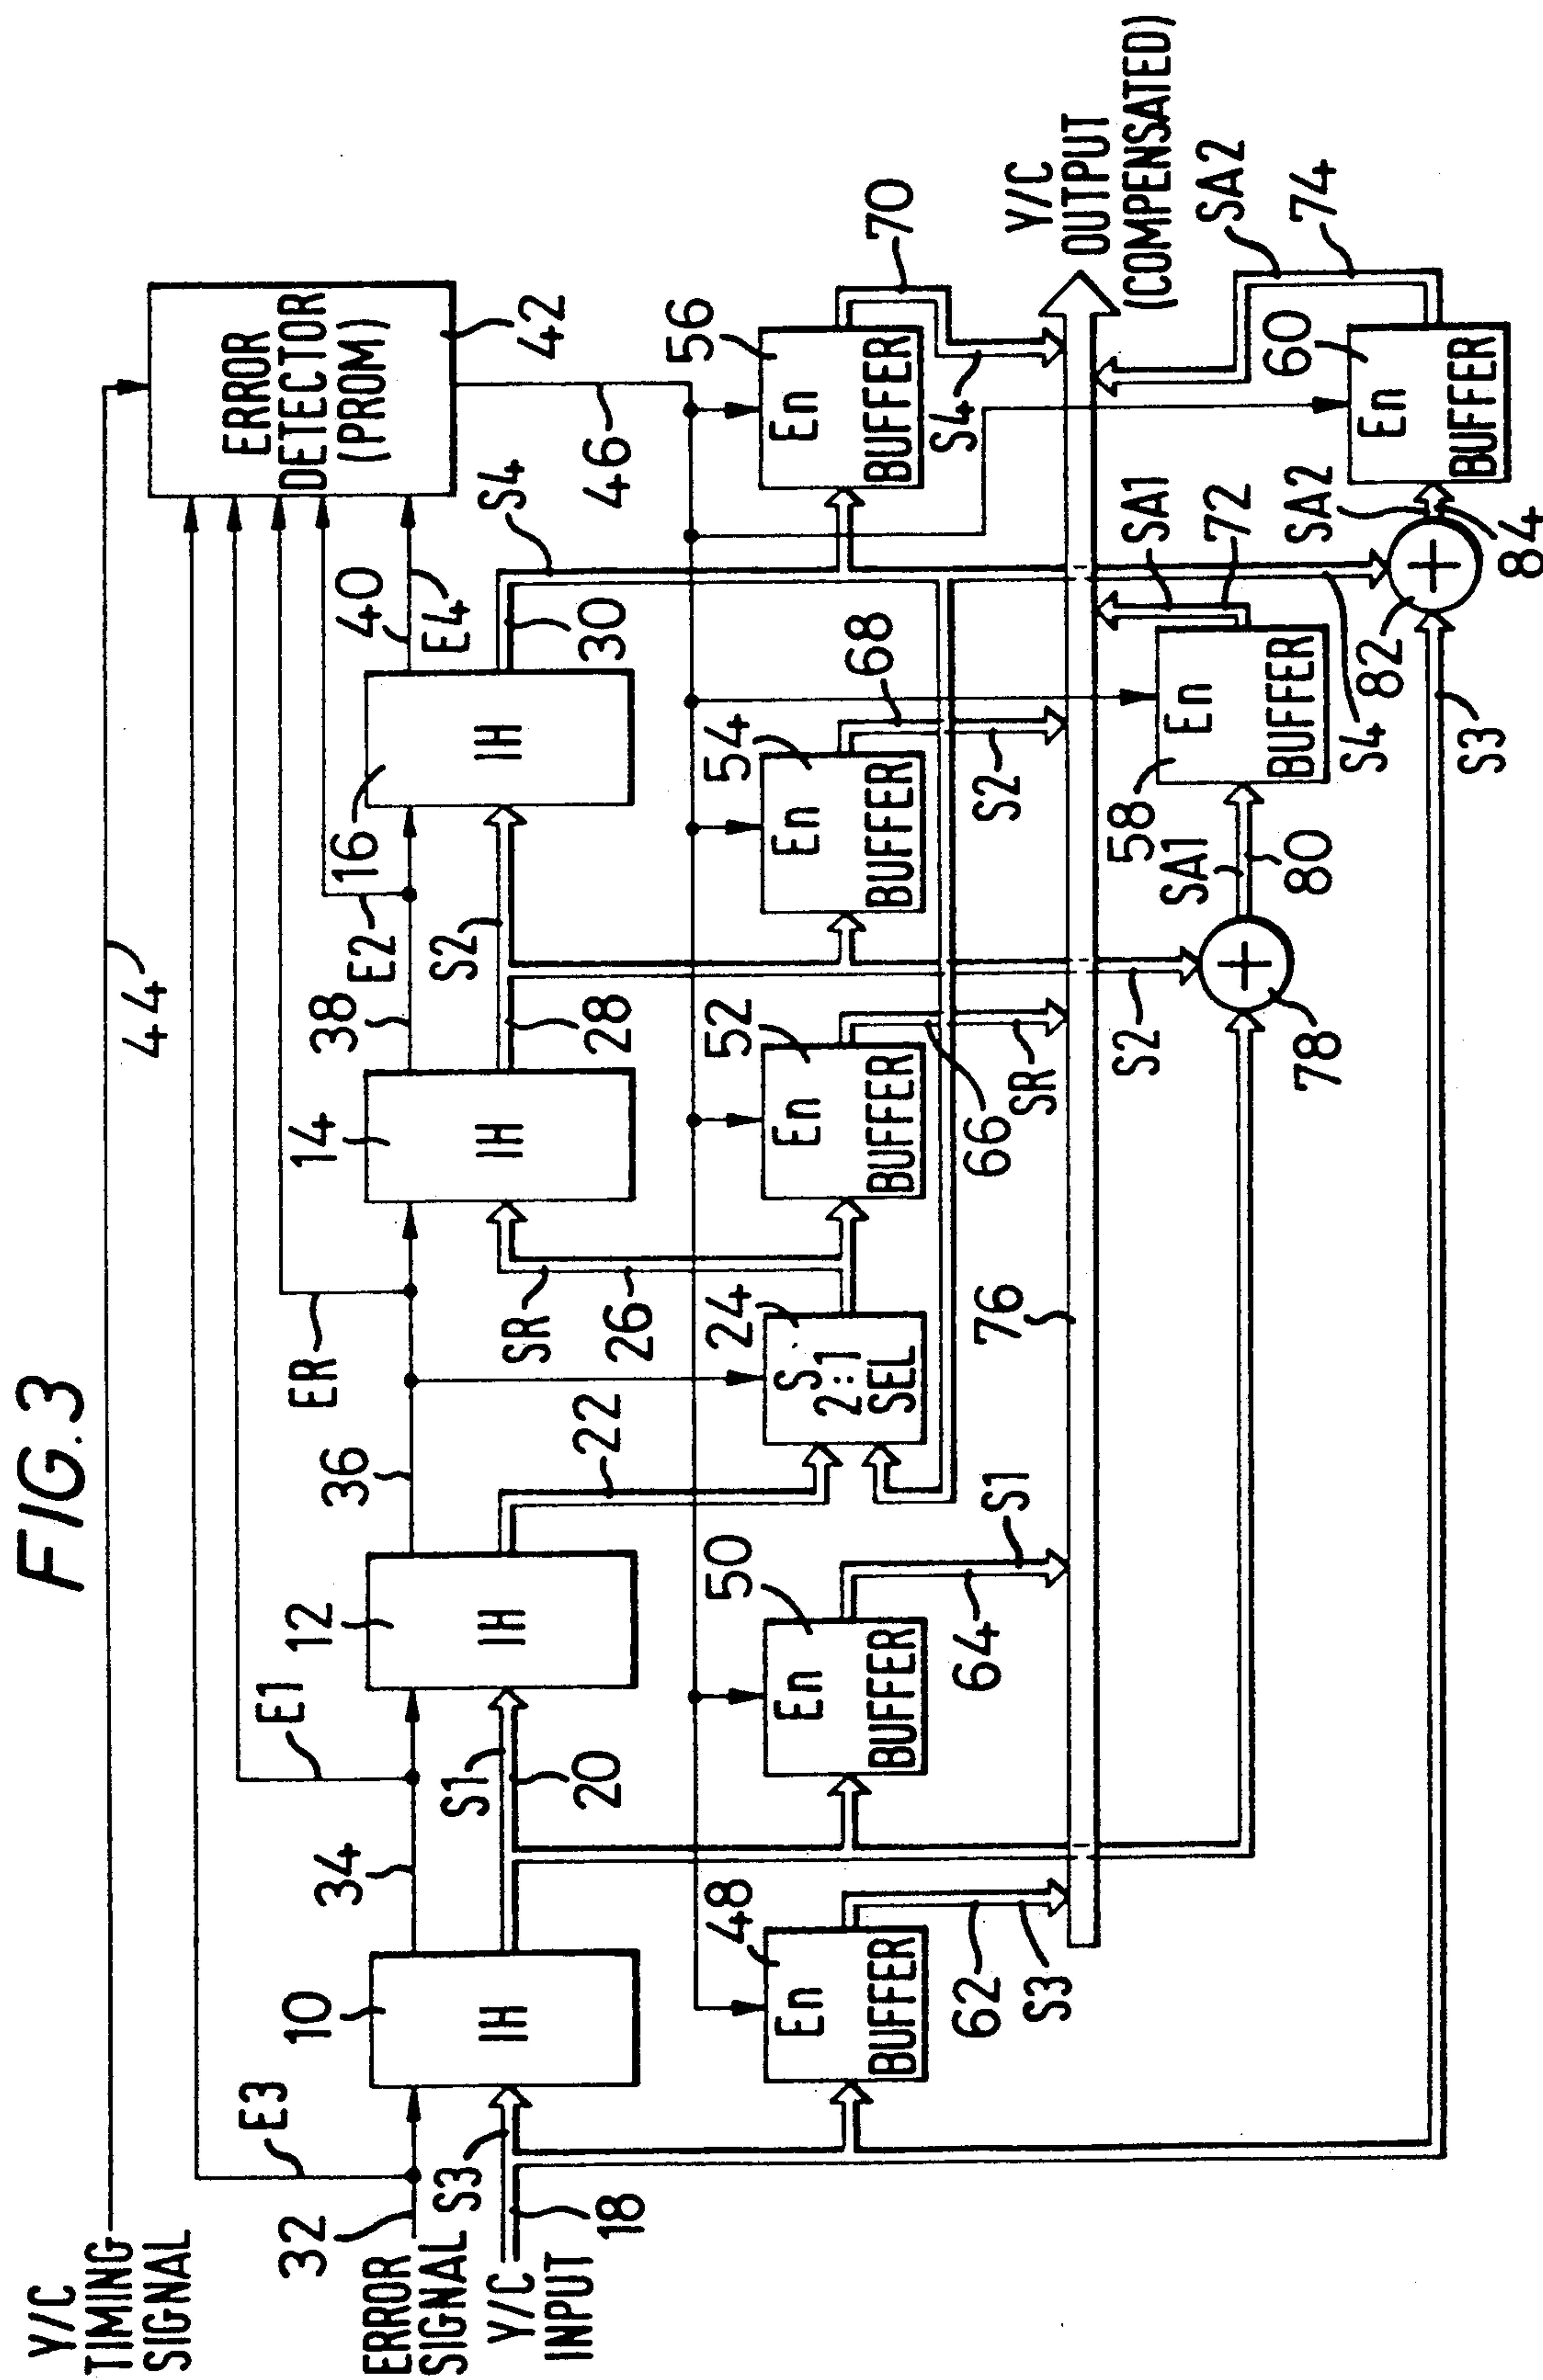 FIG.3
Y/C
TIMING
SIGNAL
44
ERROR
DETECTOR
(PROM)
42
E3
E1
ER
E2
40
E4
32
ERROR
SIGNAL
34
36
38
10
IH
12
IH
14
IH
16
IH
S3
Y/C
INPUT
18
S1
20
22
SR
26
S2
28
30
S4
46
48
En
BUFFER
50
En
BUFFER
24
S
2:1
SEL
52
En
BUFFER
54
En
BUFFER
56
En
BUFFER
62
S3
64
S1
66
SR
68
S2
70
S4
76
Y/C
OUTPUT
(COMPENSATED)
S2
78
SA1
80
58
En
BUFFER
SA1
72
S4
82
S3
SA2
84
60
En
BUFFER
SA2
74